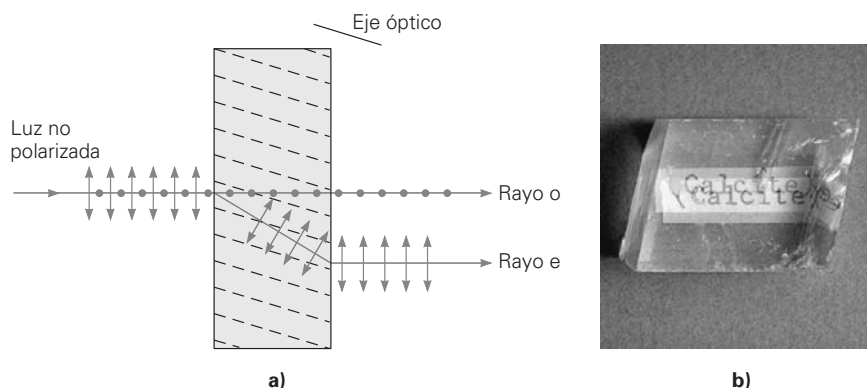 Eje óptico
Luz no
polarizada
Rayo o
Rayo e
Calcite
Calcite
a)
b)